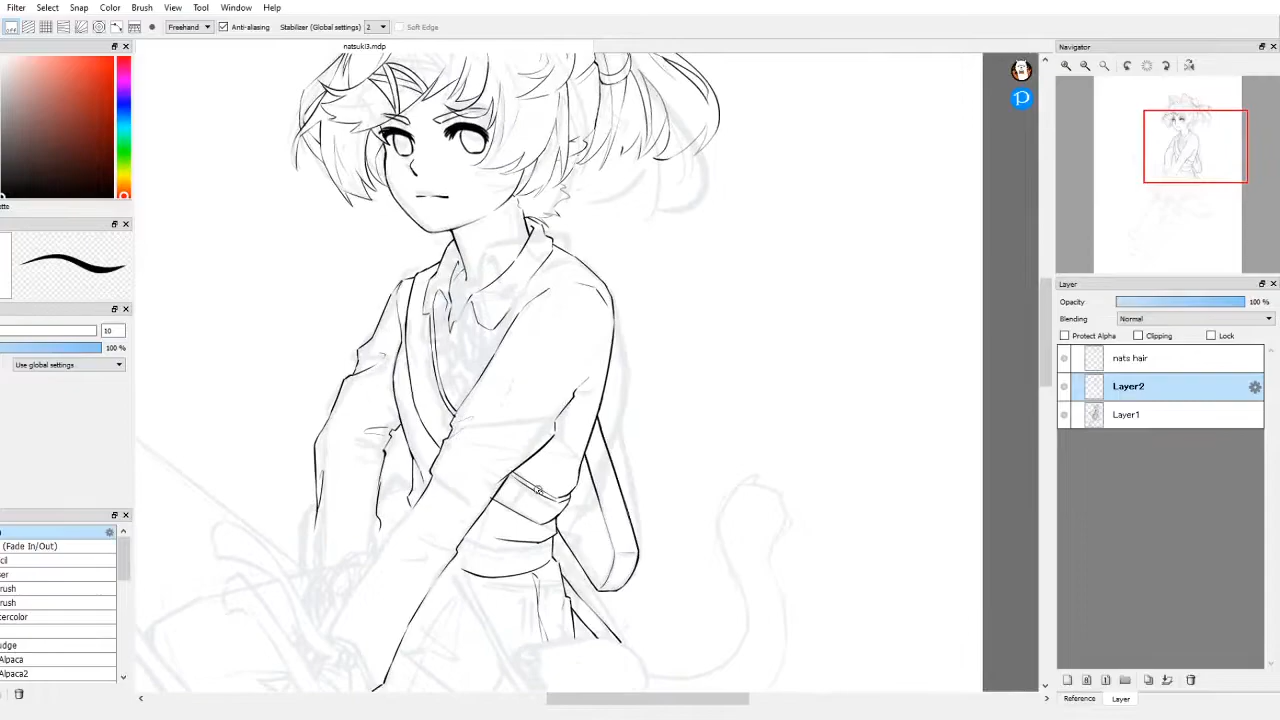 Filter Select Snap Color Brush View Tool Window Help
Freehand Anti-aliasing Stabilizer (Global settings) 2 Soft Edge
natsuki3.mdp
Navigator
10
100 %
Use global settings
(Fade In/Out)
Layer
Opacity 100 %
Blending Normal
Protect Alpha Clipping Lock
nats hair
Layer2
Layer1
Reference Layer